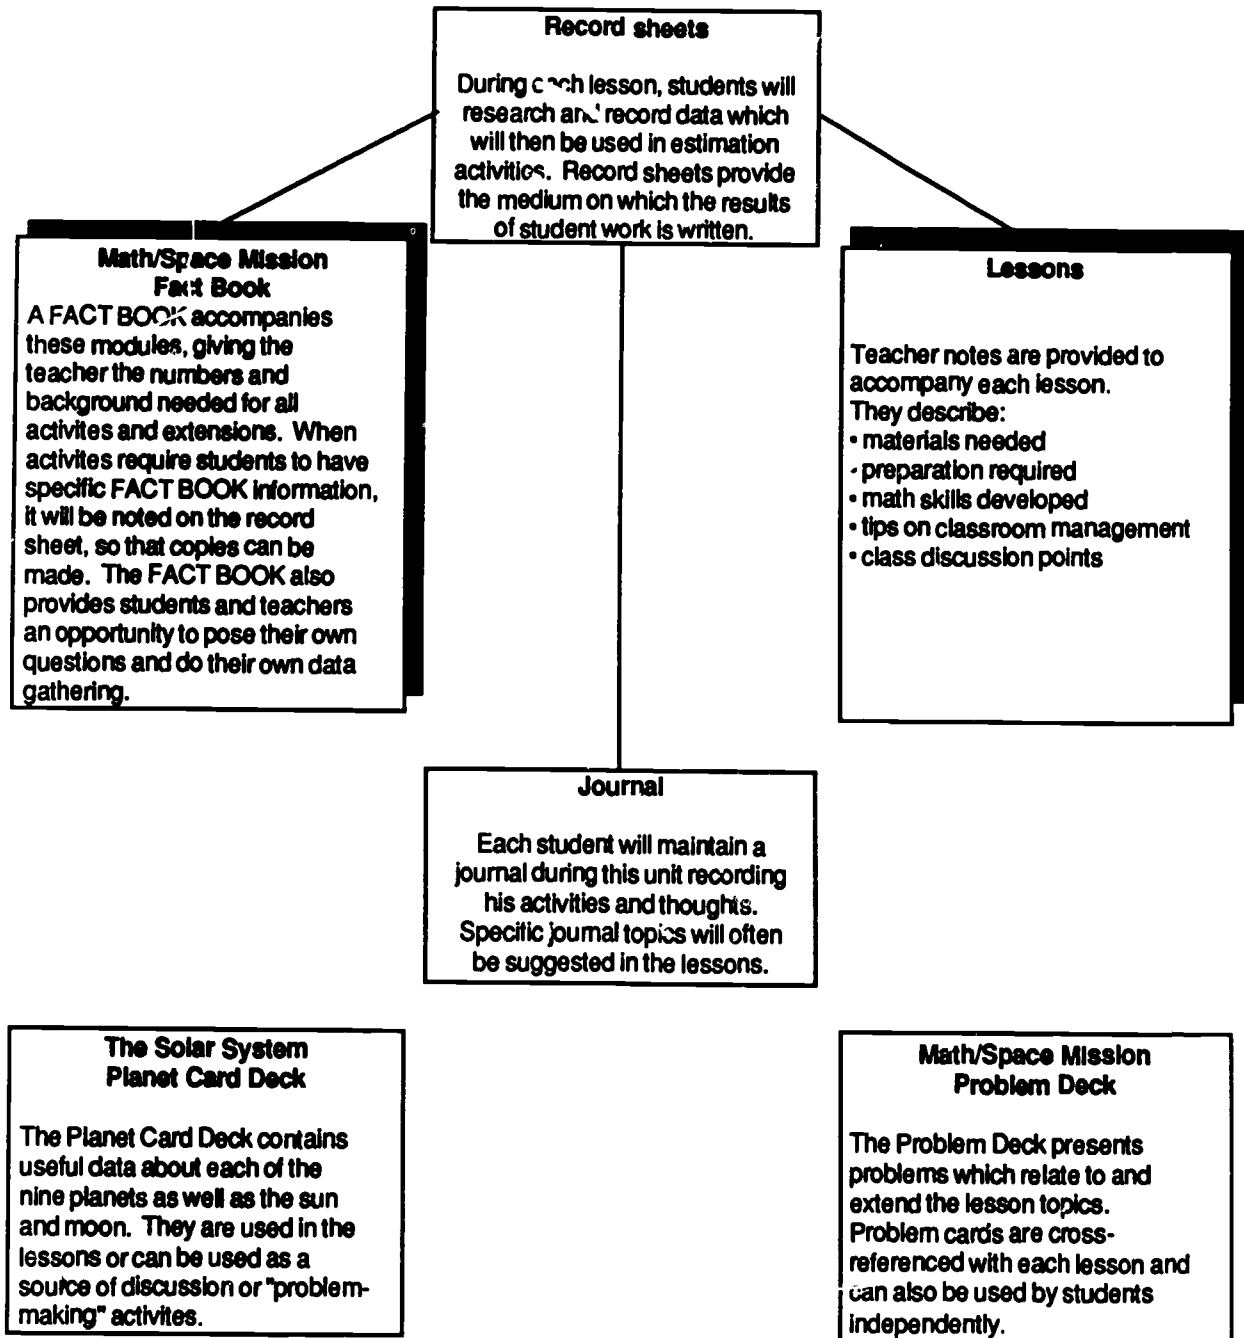 Record sheets
During each lesson, students will
research and record data which
will then be used in estimation
activities. Record sheets provide
the medium on which the results
of student work is written.
Math/Space Mission
Fact Book
A FACT BOOK accompanies
these modules, giving the
teacher the numbers and
background needed for all
activites and extensions. When
activites require students to have
specific FACT BOOK information,
it will be noted on the record
sheet, so that copies can be
made. The FACT BOOK also
provides students and teachers
an opportunity to pose their own
questions and do their own data
gathering.
Lessons
Teacher notes are provided to
accompany each lesson.
They describe:
• materials needed
• preparation required
• math skills developed
• tips on classroom management
• class discussion points
Journal
Each student will maintain a
journal during this unit recording
his activities and thoughts.
Specific journal topics will often
be suggested in the lessons.
The Solar System
Planet Card Deck
The Planet Card Deck contains
useful data about each of the
nine planets as well as the sun
and moon. They are used in the
lessons or can be used as a
source of discussion or "problem-
making" activites.
Math/Space Mission
Problem Deck
The Problem Deck presents
problems which relate to and
extend the lesson topics.
Problem cards are cross-
referenced with each lesson and
can also be used by students
independently.